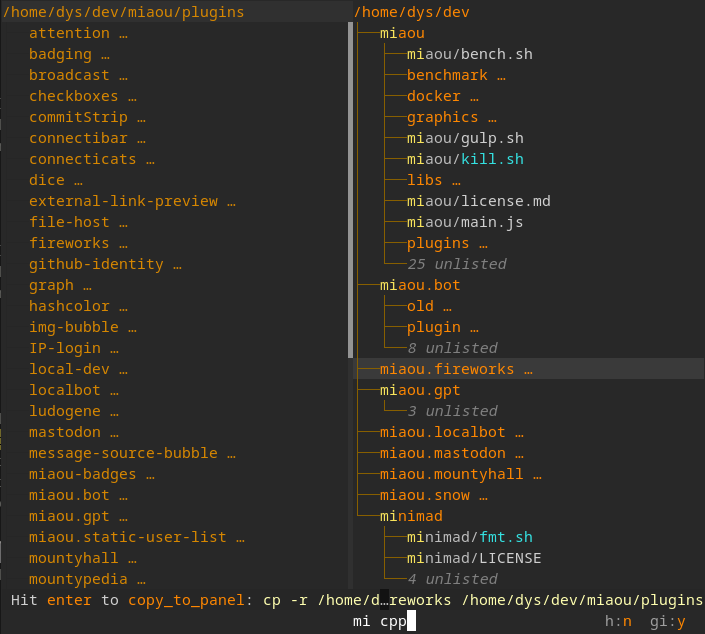 /home/dys/dev/miaou/plugins
attention …
badging …
broadcast …
checkboxes …
commitStrip …
connectibar …
connecticats …
dice …
external-link-preview …
file-host …
fireworks …
github-identity …
graph …
hashcolor …
img-bubble …
IP-login …
local-dev …
localbot …
ludogene …
mastodon …
message-source-bubble …
miaou-badges …
miaou.bot …
miaou.gpt …
miaou.static-user-list …
mountyhall …
mountypedia …
/home/dys/dev
miaou
miaou/bench.sh
benchmark …
docker …
graphics …
miaou/gulp.sh
miaou/kill.sh
libs …
miaou/license.md
miaou/main.js
plugins …
25 unlisted
miaou.bot
old …
plugin …
8 unlisted
miaou.fireworks …
miaou.gpt
3 unlisted
miaou.localbot …
miaou.mastodon …
miaou.mountyhall …
miaou.snow …
minimad
minimad/fmt.sh
minimad/LICENSE
4 unlisted
Hit enter to copy_to_panel: cp -r /home/d…reworks /home/dys/dev/miaou/plugins
mi cpp h:n gi:y